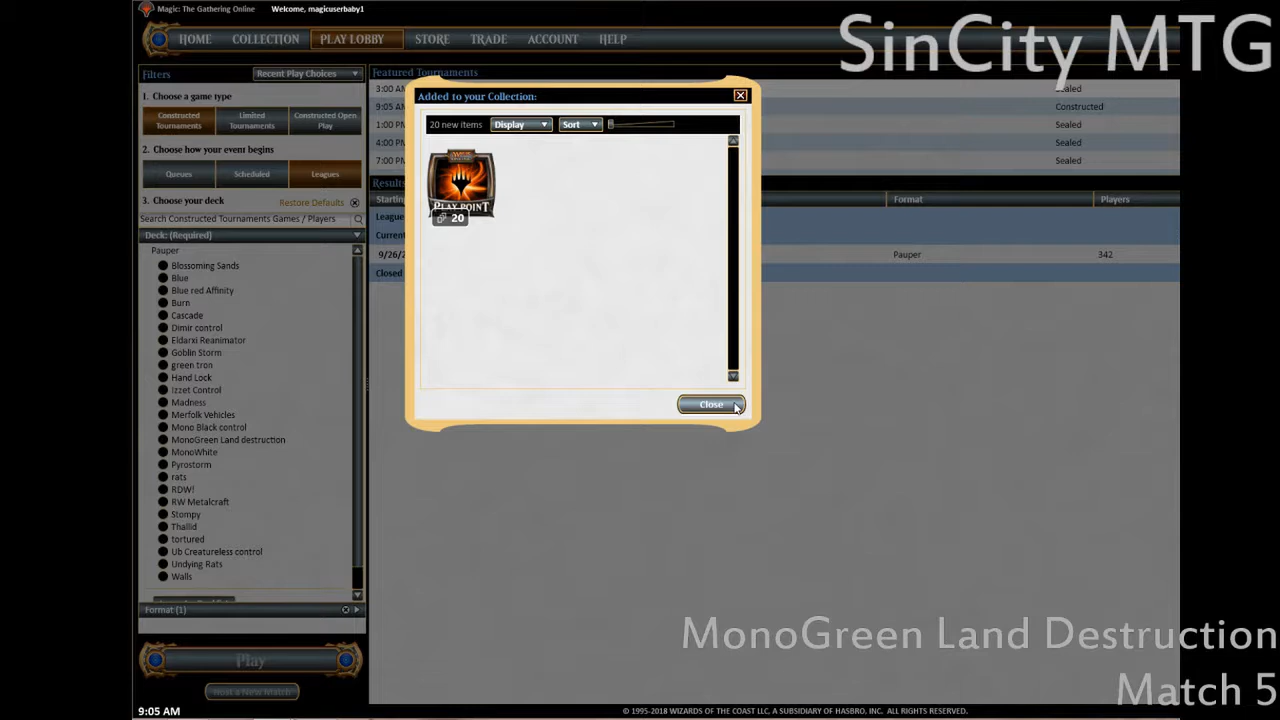 Magic: The Gathering Online Welcome, magicuserbaby1
SinCity MTG
HOME COLLECTION PLAY LOBBY STORE TRADE ACCOUNT HELP
Filters Recent Play Choices
1. Choose a game type
Constructed Tournaments Limited Tournaments Constructed Open Play
2. Choose how your event begins
Queues Scheduled Leagues
3. Choose your deck Restore Defaults
Search Constructed Tournaments Games / Players
Deck: (Required)
Pauper
Blossoming Sands
Blue
Blue red Affinity
Burn
Cascade
Dimir control
Eldarxi Reanimator
Goblin Storm
green tron
Hand Lock
Izzet Control
Madness
Merfolk Vehicles
Mono Black control
MonoGreen Land destruction
MonoWhite
Pyrostorm
rats
RDW!
RW Metalcraft
Stompy
Thallid
tortured
Ub Creatureless control
Undying Rats
Walls
Format (1)
Play
Host a New Match
9:05 AM
Featured Tournaments
3:00 A
Sealed
9:05 AM
Constructed
1:00 PM
Sealed
4:00 PM
Sealed
7:00 PM
Sealed
Results
Starting Format Players
League
Current
9/26/2 Pauper 342
Closed
Added to your Collection:
20 new items Display Sort
PLAY POINT
20
Close
MonoGreen Land Destruction
Match 5
© 1995-2018 WIZARDS OF THE COAST LLC, A SUBSIDIARY OF HASBRO, INC. ALL RIGHTS RESERVED.